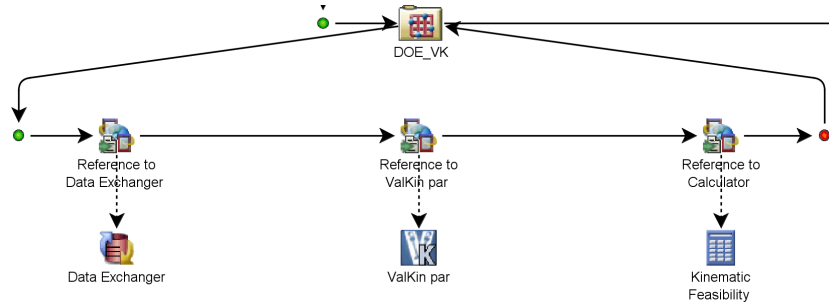 DOE_VK
Reference to
Data Exchanger
Reference to
ValKin par
Reference to
Calculator
Data Exchanger
K
ValKin par
Kinematic
Feasibility